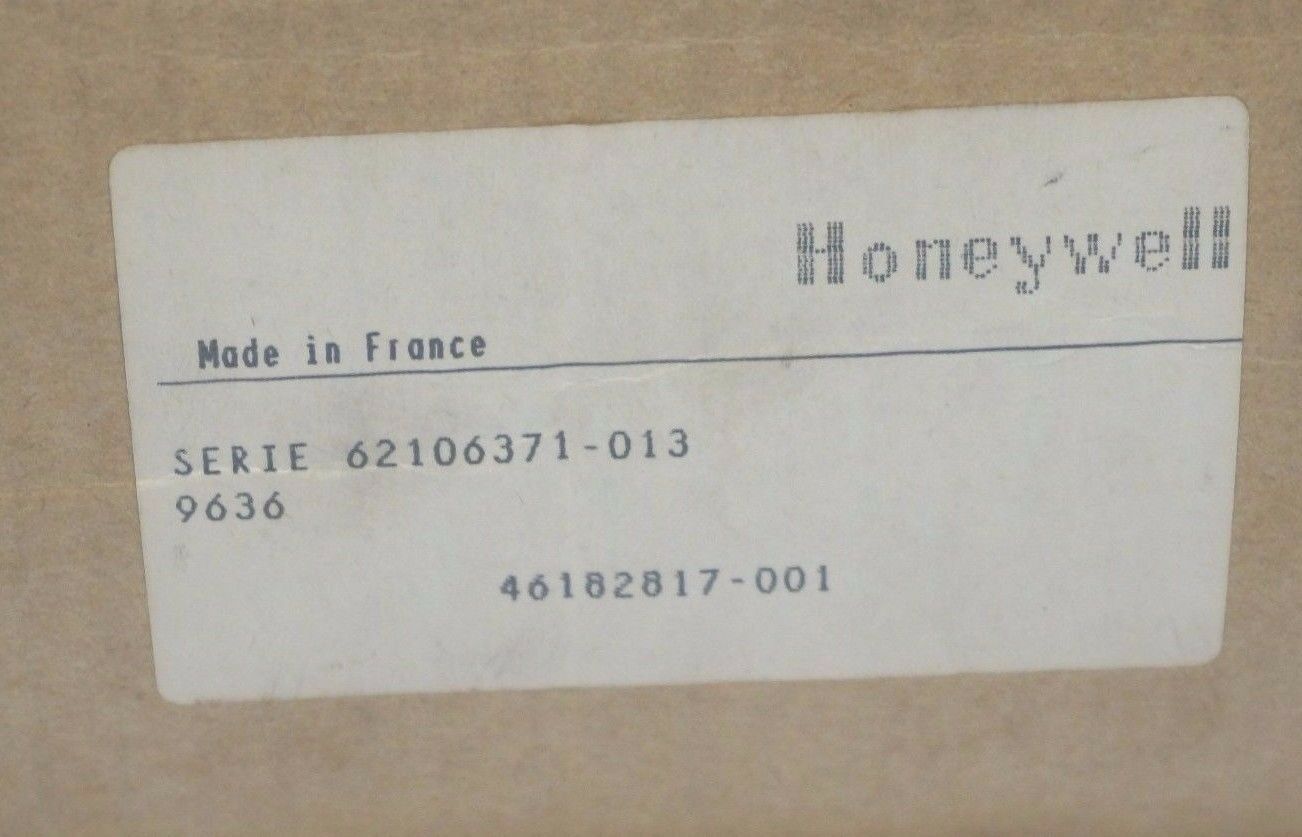 Honeywell
Made in France
SERIE 62106371-013
9636
46182817-001